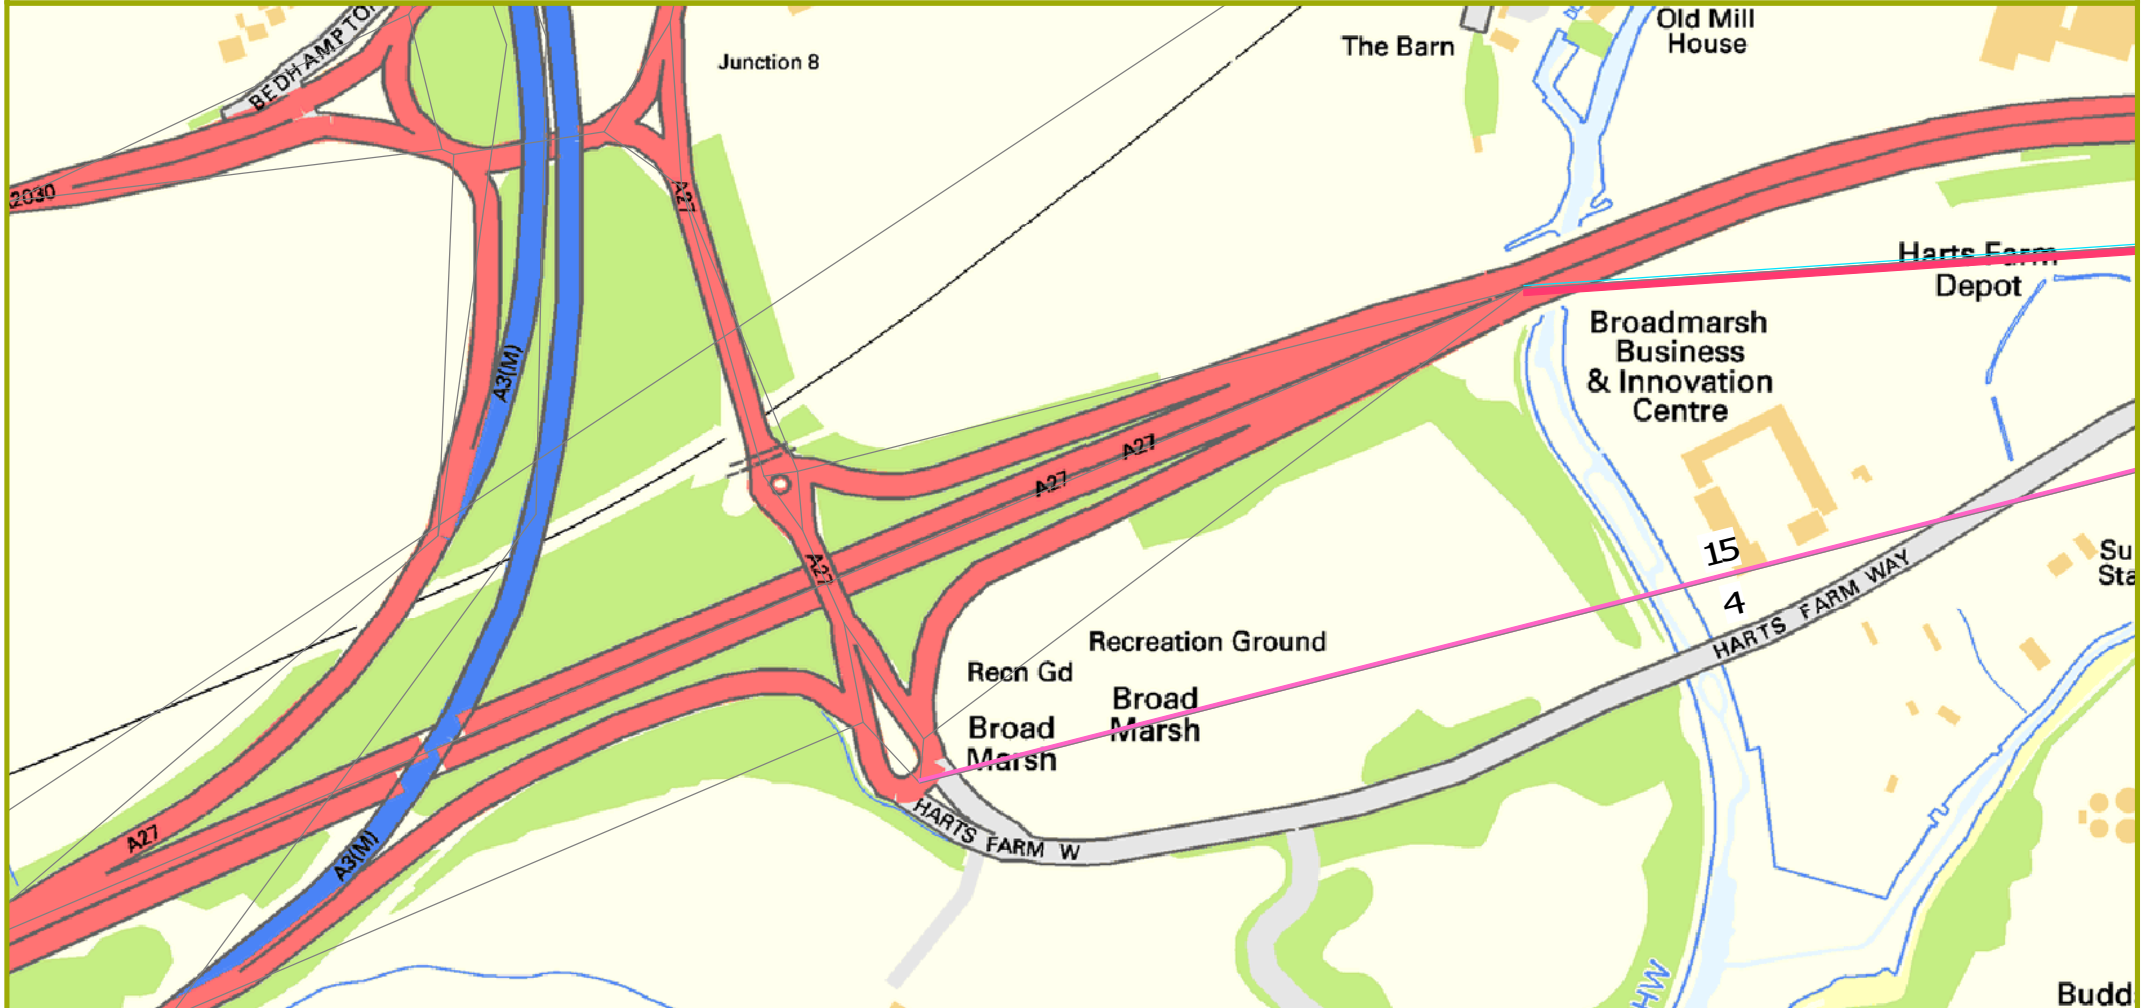 Old Mill
House
The Barn
Junction 8
2030
A27
Harts Farm
Depot
Broadmarsh
Business
& Innovation
Centre
A3(M)
A27
A27
15
4
A27
HARTS FARM WAY
Recreation Ground
Recn Gd
Broad
Marsh
Broad
Marsh
A27
A3(M)
HARTS FARM W
HW
Budd